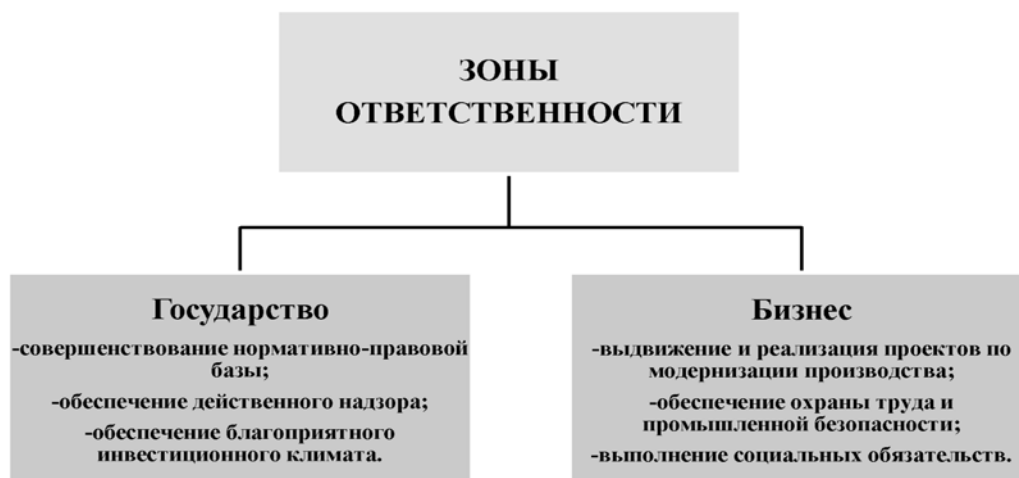 ЗОНЫ
ОТВЕТСТВЕННОСТИ
Государство
-совершенствование нормативно-правовой
базы;
-обеспечение действенного надзора;
-обеспечение благоприятного
инвестиционного климата.
Бизнес
-выдвижение и реализация проектов по
модернизации производства;
-обеспечение охраны труда и
промышленной безопасности;
-выполнение социальных обязательств.